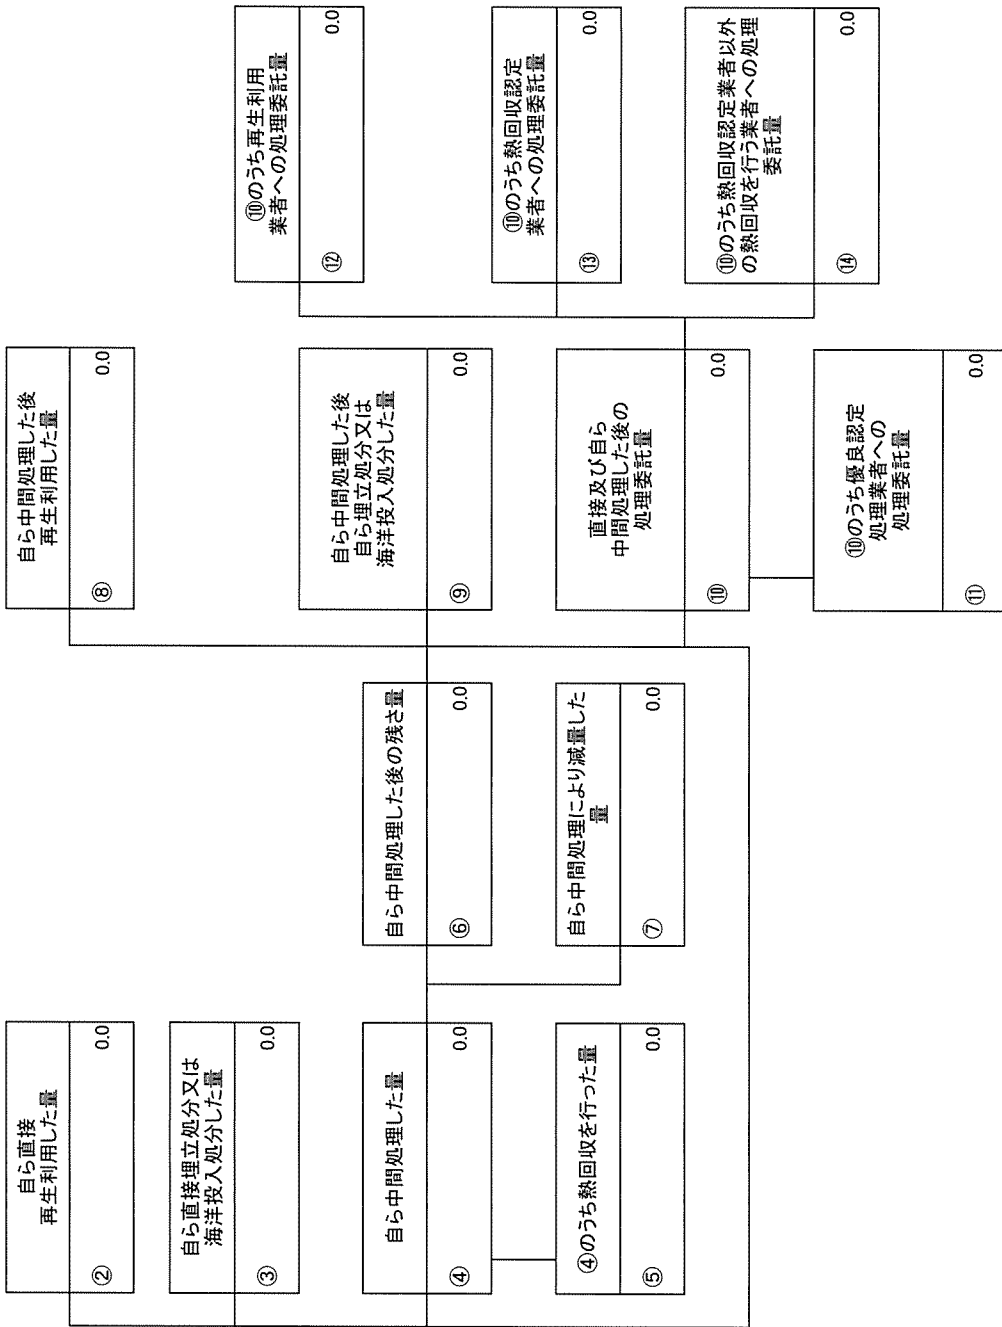 自ら直接
再生利用した量
② 0.0
自ら直接埋立処分又は
海洋投入処分した量
③ 0.0
自ら中間処理した量
④ 0.0
④のうち熱回収を行った量
⑤ 0.0
自ら中間処理した後の残さ量
⑥ 0.0
自ら中間処理により減量した
量
⑦ 0.0
自ら中間処理した後
再生利用した量
⑧ 0.0
自ら中間処理した後
自ら埋立処分又は
海洋投入処分した量
⑨ 0.0
直接及び自ら
中間処理した後の
処理委託量
⑩ 0.0
⑩のうち優良認定
処理業者への
処理委託量
⑪ 0.0
⑩のうち再生利用
業者への処理委託量
⑫ 0.0
⑩のうち熱回収認定
業者への処理委託量
⑬ 0.0
⑩のうち熱回収認定業者以外
の熱回収を行う業者への処理
委託量
⑭ 0.0